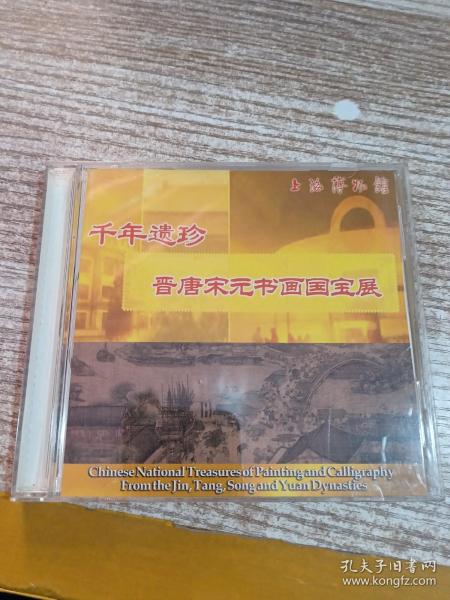 上海博物馆
千年遗珍
晋唐宋元书画国宝展
Chinese National Treasures of Painting and Calligraphy
From the Jin, Tang, Song and Yuan Dynasties
孔夫子旧书网
www.kongfz.com